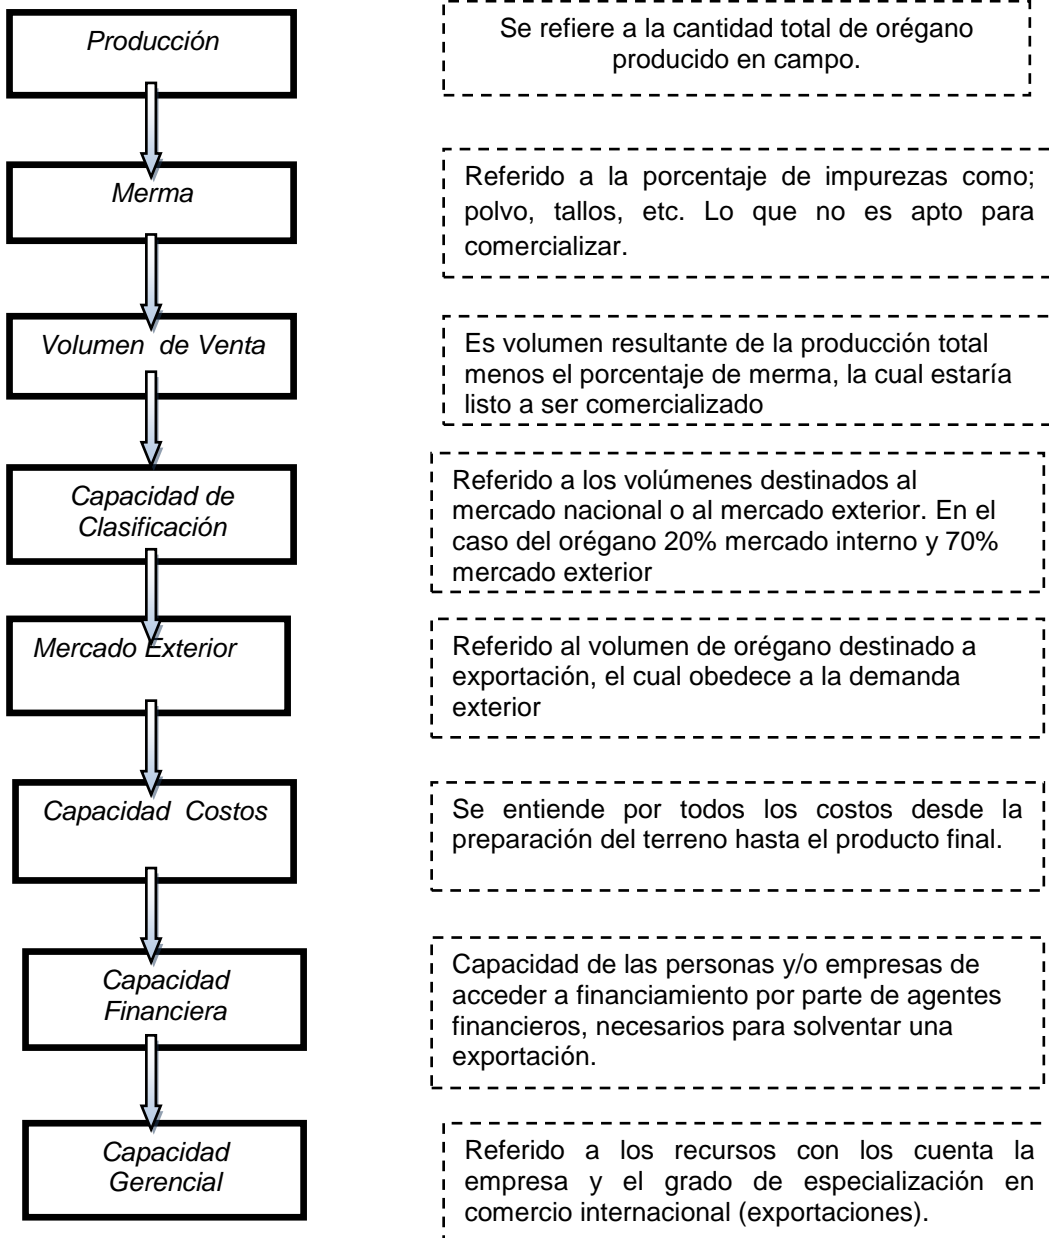 Producción
Se refiere a la cantidad total de orégano
producido en campo.
Merma
Referido a la porcentaje de impurezas como;
polvo, tallos, etc. Lo que no es apto para
comercializar.
Volumen de Venta
Es volumen resultante de la producción total
menos el porcentaje de merma, la cual estaría
listo a ser comercializado
Capacidad de
Clasificación
Referido a los volúmenes destinados al
mercado nacional o al mercado exterior. En el
caso del orégano 20% mercado interno y 70%
mercado exterior
Mercado Exterior
Referido al volumen de orégano destinado a
exportación, el cual obedece a la demanda
exterior
Capacidad Costos
Se entiende por todos los costos desde la
preparación del terreno hasta el producto final.
Capacidad
Financiera
Capacidad de las personas y/o empresas de
acceder a financiamiento por parte de agentes
financieros, necesarios para solventar una
exportación.
Capacidad
Gerencial
Referido a los recursos con los cuenta la
empresa y el grado de especialización en
comercio internacional (exportaciones).